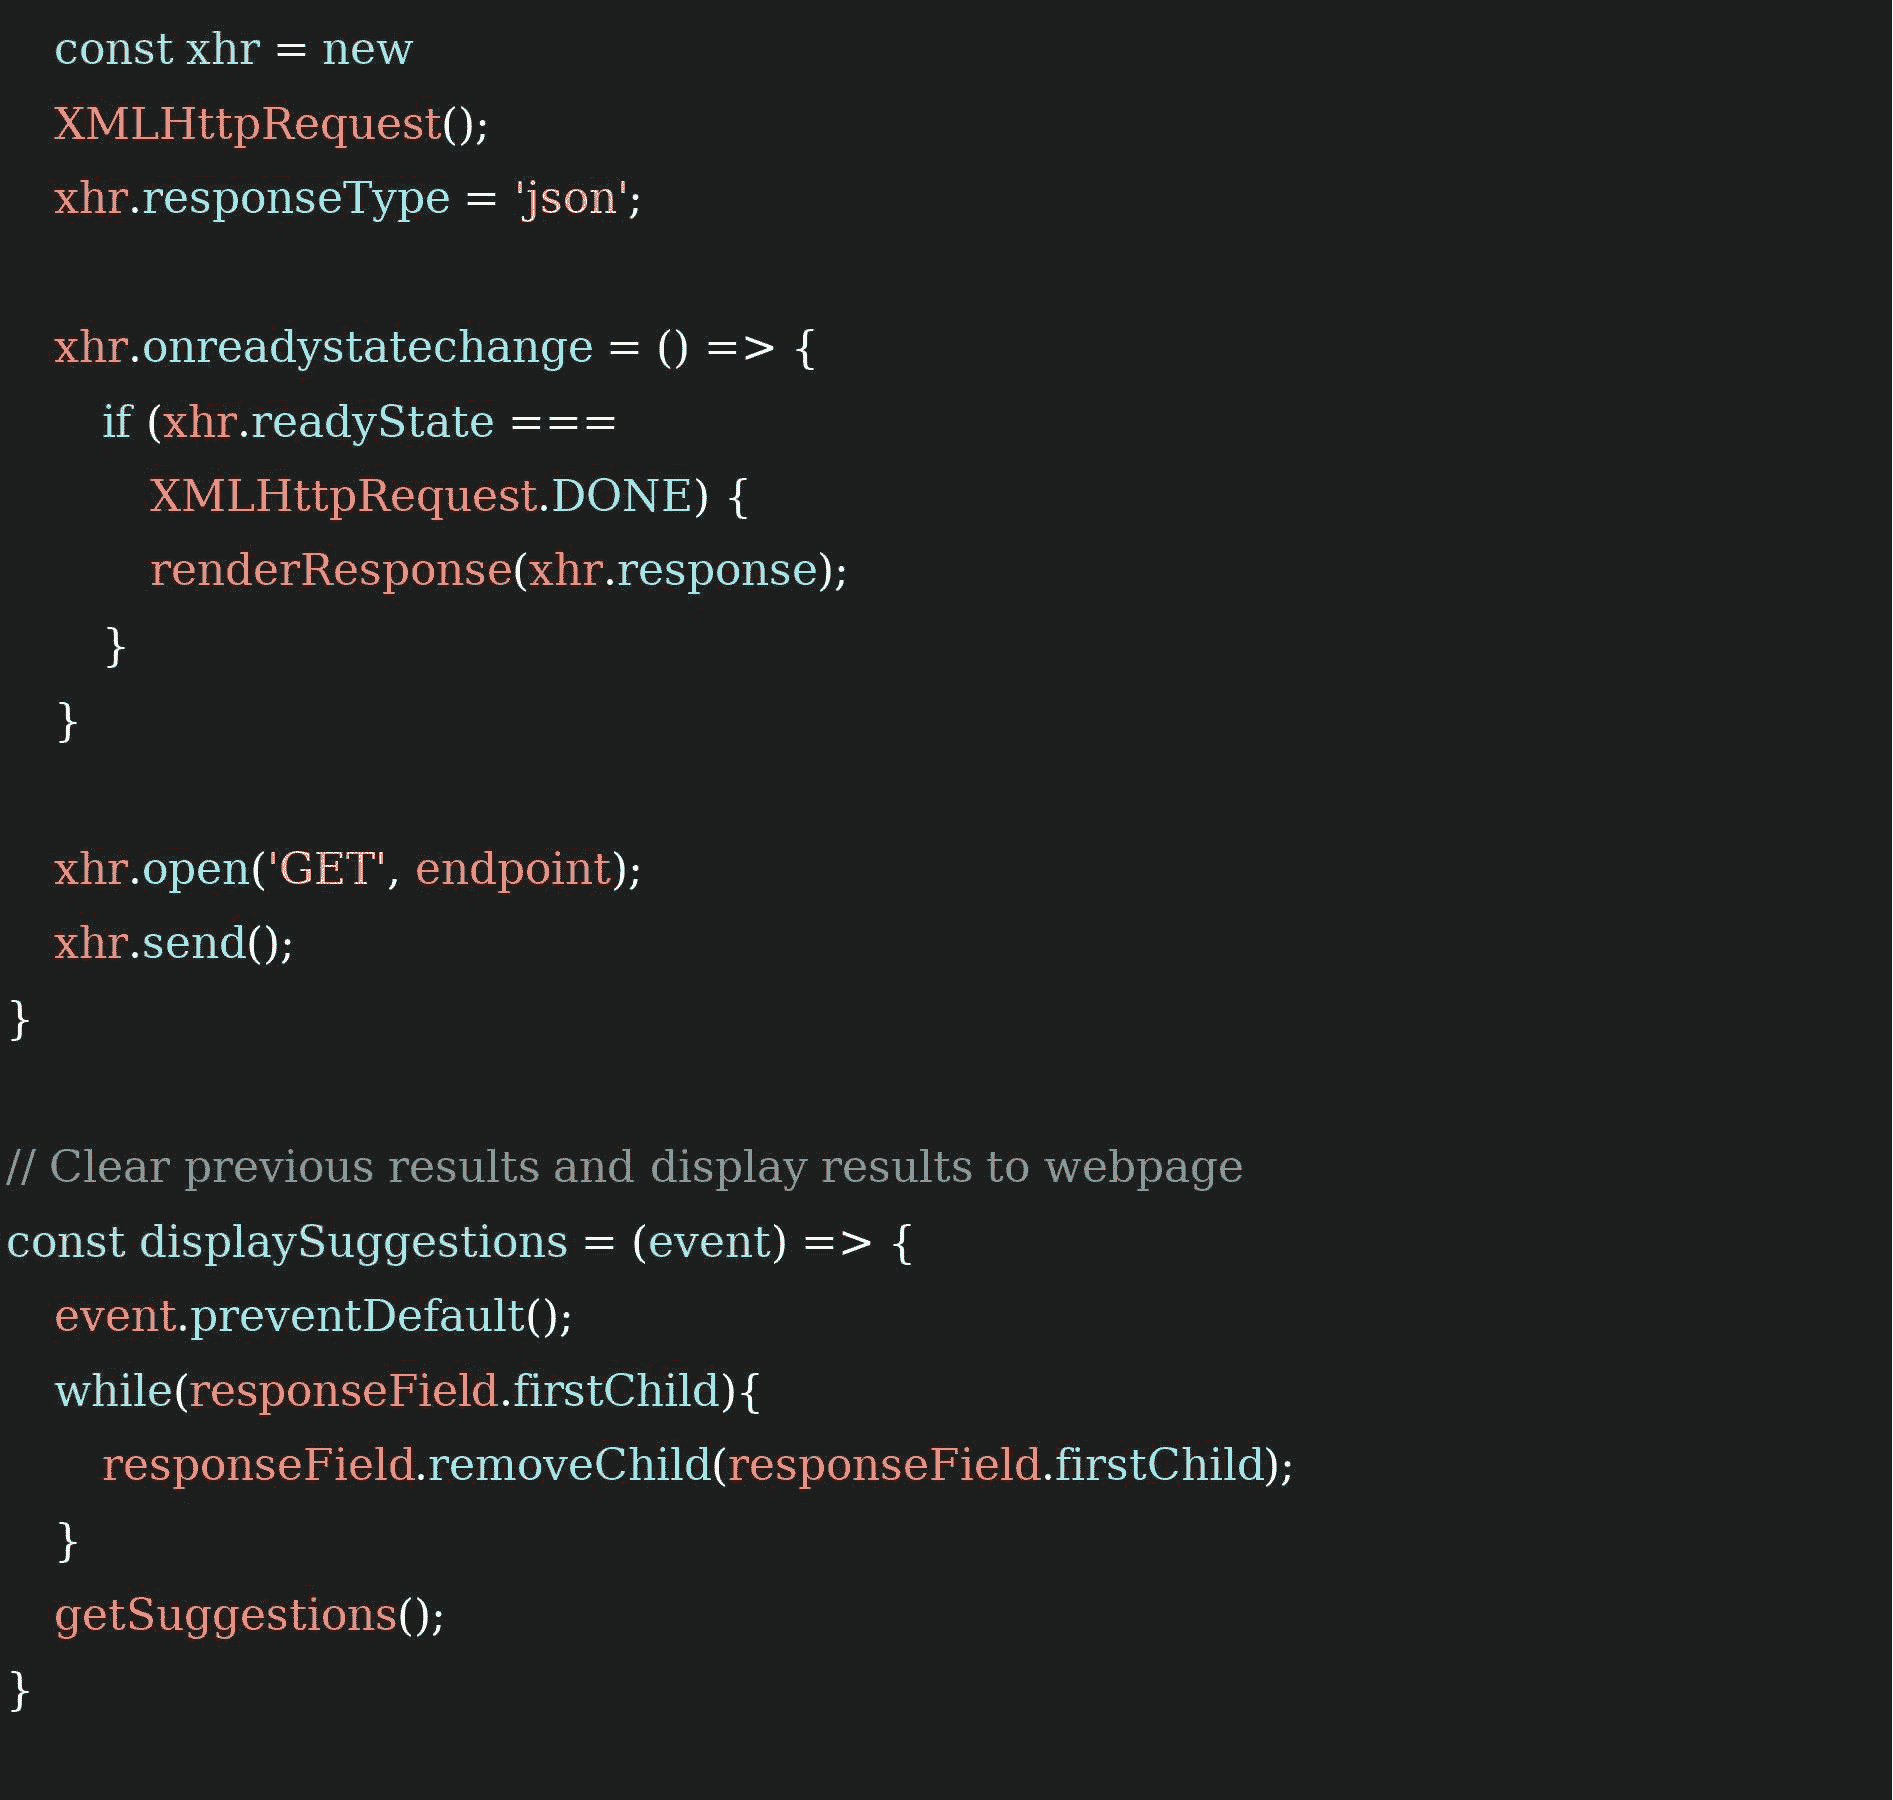 const xhr = new
XMLHttpRequest();
xhr.responseType = 'json';
xhr.onreadystatechange = () => {
if (xhr.readyState ===
XMLHttpRequest.DONE) {
renderResponse(xhr.response);
}
}
xhr.open('GET', endpoint);
xhr.send();
}
// Clear previous results and display results to webpage
const displaySuggestions = (event) => {
event.preventDefault();
while(responseField.firstChild){
responseField.removeChild(responseField.firstChild);
}
getSuggestions();
}